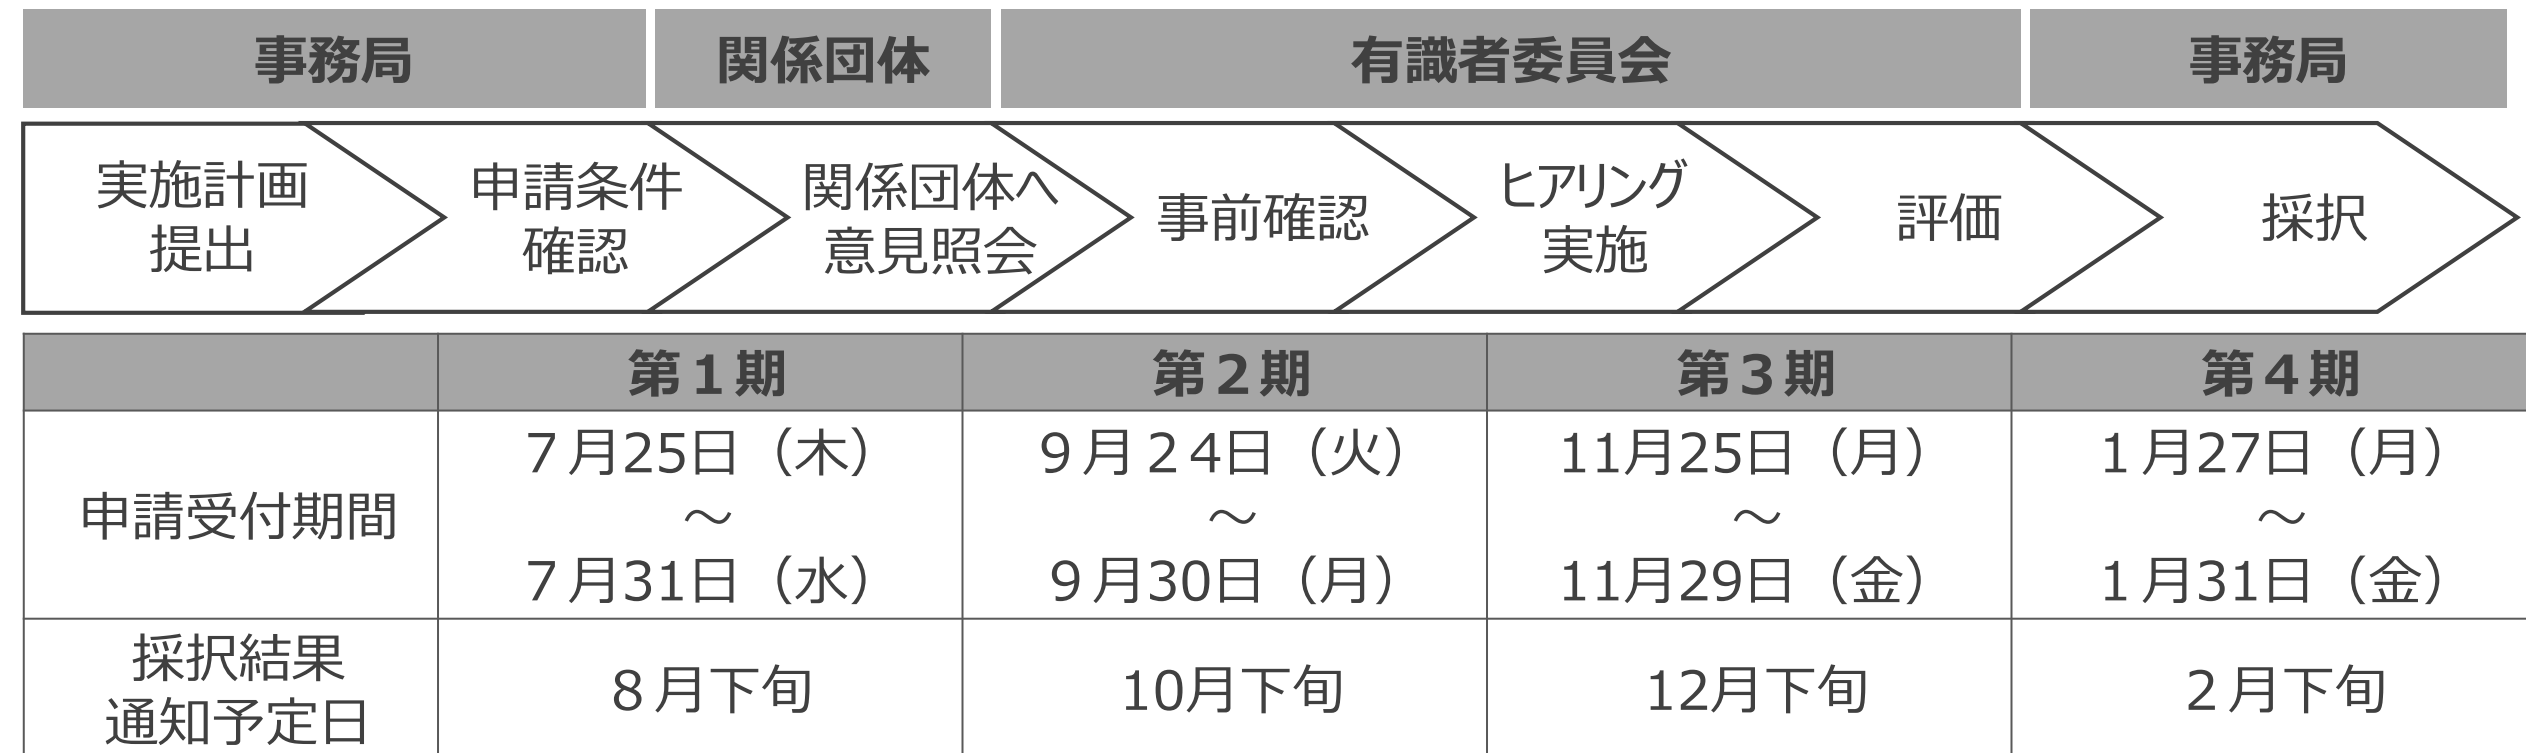 事務局 関係団体 有識者委員会 事務局
実施計画
提出
申請条件
確認
関係団体へ
意見照会
事前確認
ヒアリング
実施
評価
採択
第１期 第２期 第３期 第４期
申請受付期間
７月25日（木）
～
７月31日（水）
９月２４日（火）
～
９月30日（月）
11月25日（月）
～
11月29日（金）
１月27日（月）
～
１月31日（金）
採択結果
通知予定日
８月下旬 10月下旬 12月下旬 ２月下旬